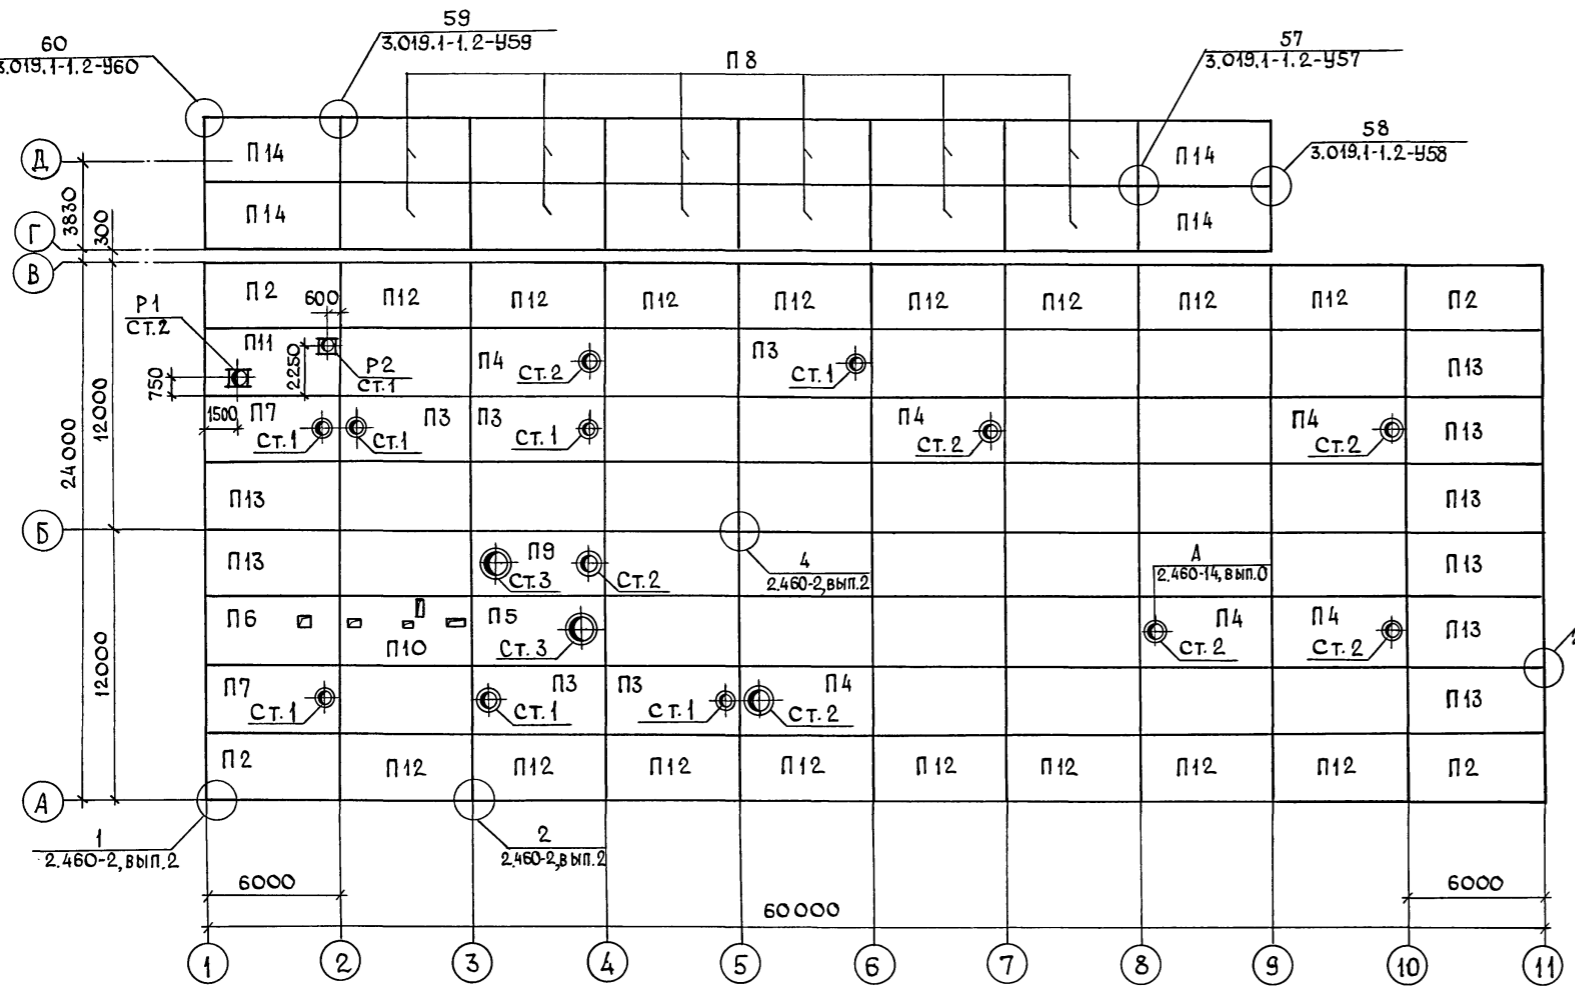 59
3.019.1-1.2-У59
60
3.019.1-1.2-У60
57
3.019.1-1.2-У57
П8
58
3.019.1-1.2-У58
Д
П14
П14
3830
300
Г
П14
П14
В
П2
600
П12
П12
П12
П12
П12
П12
П12
П12
П2
Р1
СТ.2
П11
2250
Р2
СТ.1
П4
СТ.2
П3
СТ.1
П13
750
1500
12000
24000
П7
СТ.1
СТ.1
П3
П3
СТ.1
П4
СТ.2
П4
СТ.2
П13
П13
П13
Б
П13
П9
СТ.3
СТ.2
4
2.460-2,ВЫП.2
А
2.460-14,ВЫП.0
П13
12000
П6
П10
П5
СТ.3
СТ.2
П4
П4
СТ.2
П13
П7
СТ.1
П3
СТ.1
П3
СТ.1
П4
СТ.2
П13
П2
П12
П12
П12
П12
П12
П12
П12
П12
П2
А
1
2.460-2,ВЫП.2
2
2.460-2,ВЫП.2
6000
6000
60000
1
2
3
4
5
6
7
8
9
10
11